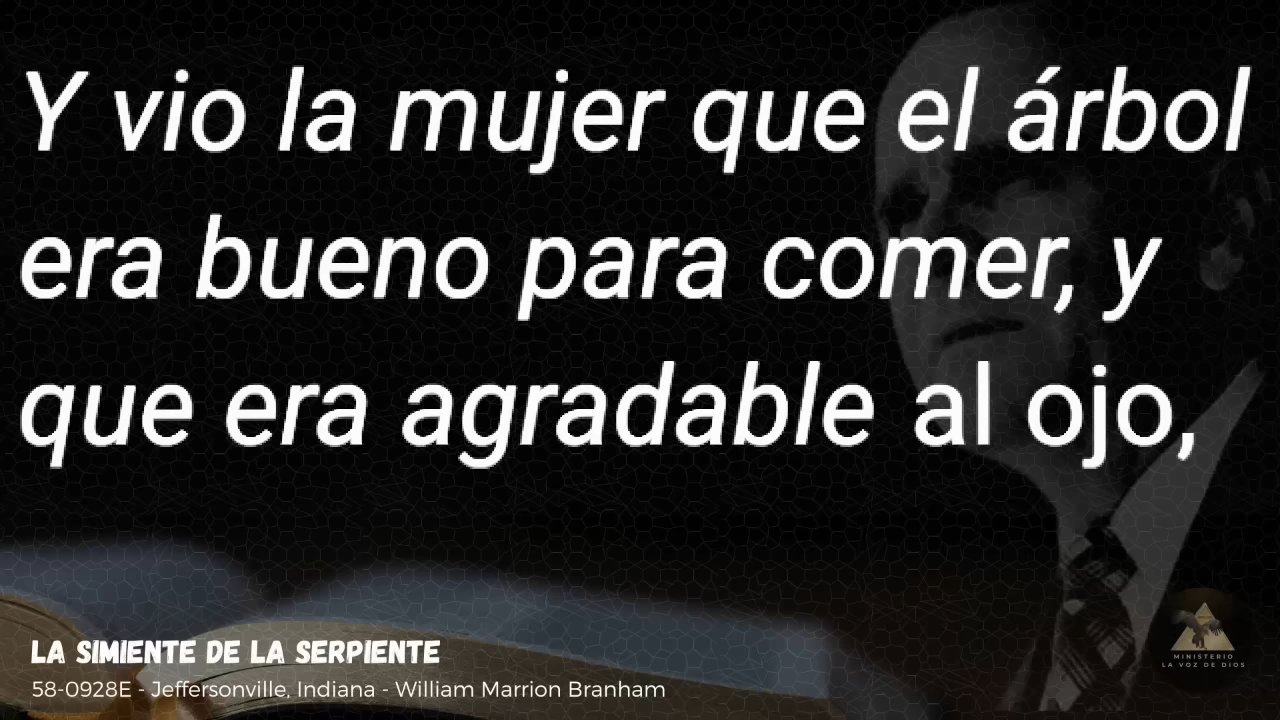 Y vio la mujer que el árbol
era bueno para comer, y
que era agradable al ojo,
LA SIMIENTE DE LA SERPIENTE
58-0928E - Jeffersonville, Indiana - William Marrion Branham
MINISTERIO
LA VOZ DE DIOS